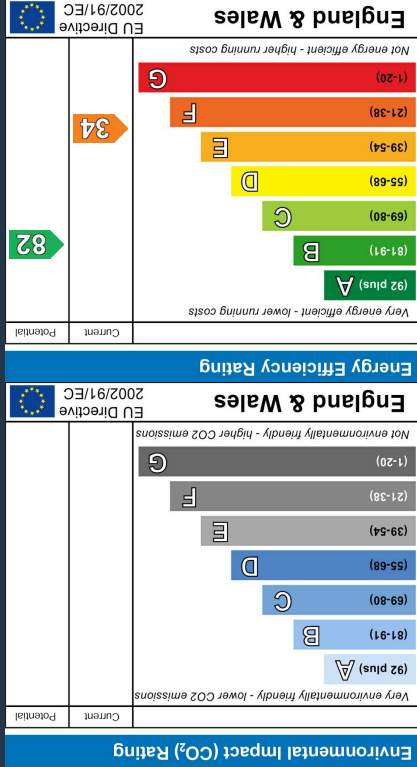 Environmental Impact (CO₂) Rating
Current Potential
Very environmentally friendly - lower CO2 emissions
(92 plus) A
(81-91) B
(69-80) C
(55-68) D
(39-54) E
(21-38) F
(1-20) G
Not environmentally friendly - higher CO2 emissions
England & Wales
EU Directive
2002/91/EC
Energy Efficiency Rating
Current Potential
Very energy efficient - lower running costs
(92 plus) A
(81-91) B 82
(69-80) C
(55-68) D
(39-54) E
(21-38) F 34
(1-20) G
Not energy efficient - higher running costs
England & Wales
EU Directive
2002/91/EC